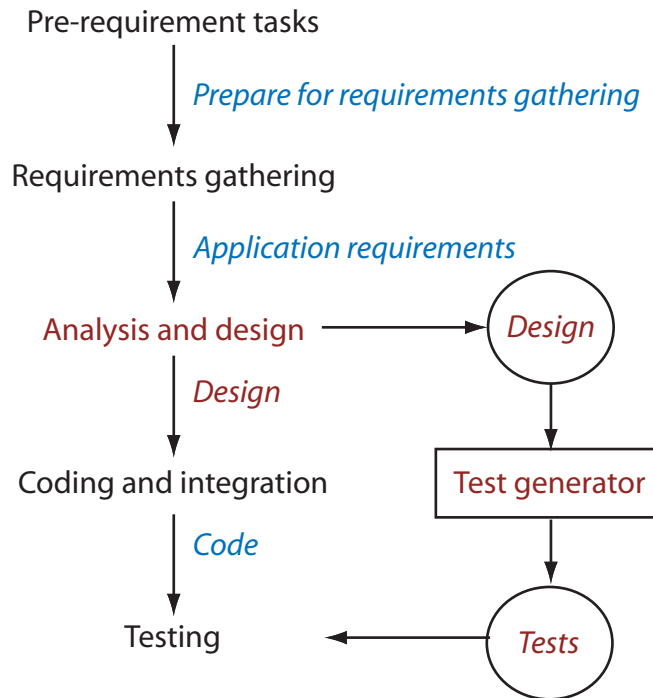 Pre-requirement tasks
Prepare for requirements gathering
Requirements gathering
Application requirements
Analysis and design
Design
Design
Coding and integration
Test generator
Code
Testing
Tests